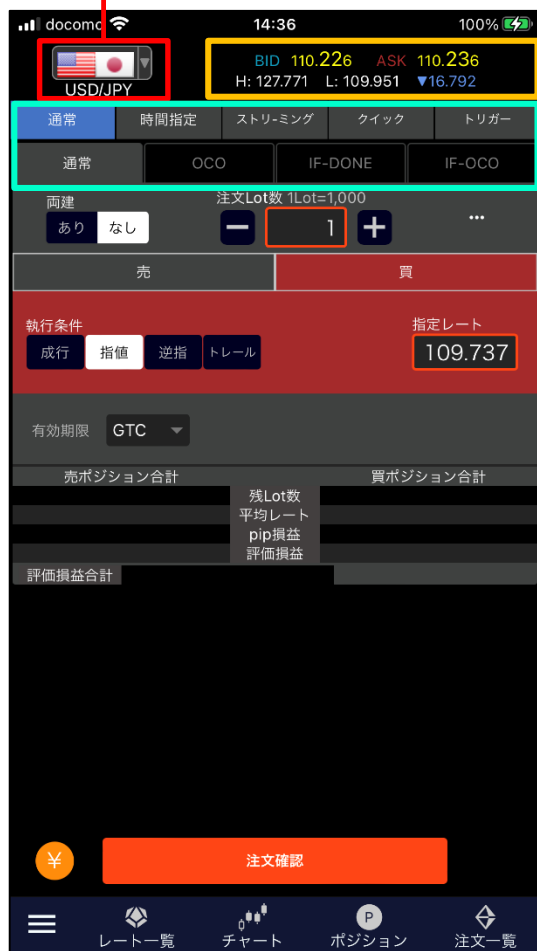 docomo 14:36 100%
USD/JPY
BID 110.226 ASK 110.236
H: 127.771 L: 109.951 ▼16.792
通常 時間指定 ストリ-ミング クイック トリガー
通常 OCO IF-DONE IF-OCO
両建 注文Lot数 1Lot=1,000
あり なし － 1 ＋ ...
売 買
執行条件 指定レート
成行 指値 逆指 トレール 109.737
有効期限 GTC
売ポジション合計 買ポジション合計
残Lot数
平均レート
pip損益
評価損益
評価損益合計
¥ 注文確認
P
レート一覧 チャート ポジション 注文一覧